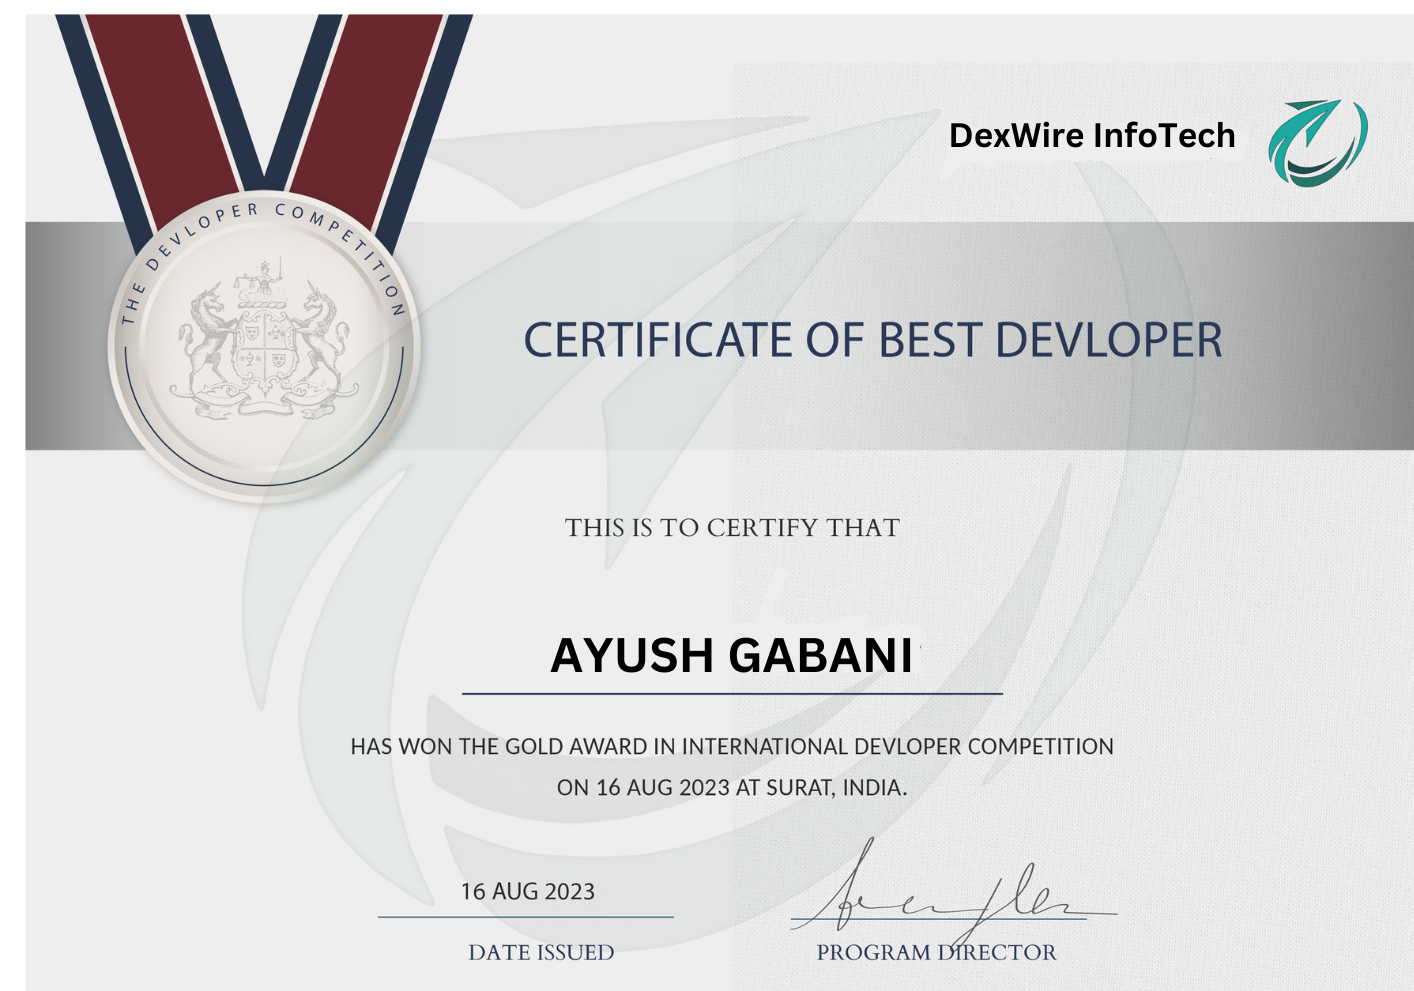 DexWire InfoTech
THE DEVLOPER COMPETITION
CERTIFICATE OF BEST DEVLOPER
THIS IS TO CERTIFY THAT
AYUSH GABANI
HAS WON THE GOLD AWARD IN INTERNATIONAL DEVLOPER COMPETITION
ON 16 AUG 2023 AT SURAT, INDIA.
16 AUG 2023
DATE ISSUED
PROGRAM DIRECTOR